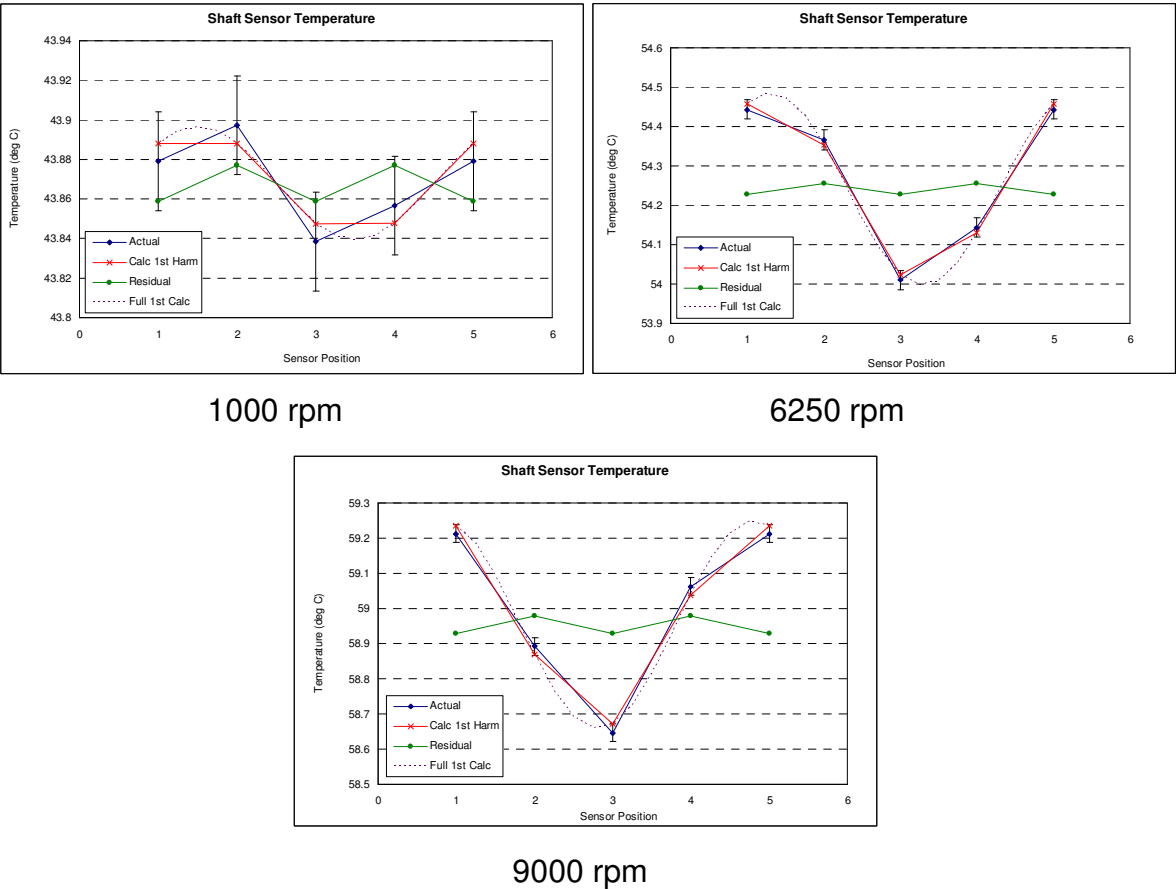 Shaft Sensor Temperature
43.94
43.92
43.9
43.88
43.86
43.84
43.82
43.8
Temperature (deg C)
Actual
Calc 1st Harm
Residual
Full 1st Calc
0 1 2 3 4 5 6
Sensor Position
1000 rpm
Shaft Sensor Temperature
54.6
54.5
54.4
54.3
54.2
54.1
54
53.9
Temperature (deg C)
Actual
Calc 1st Harm
Residual
Full 1st Calc
0 1 2 3 4 5 6
Sensor Position
6250 rpm
Shaft Sensor Temperature
59.3
59.2
59.1
59
58.9
58.8
58.7
58.6
58.5
Temperature (deg C)
Actual
Calc 1st Harm
Residual
Full 1st Calc
0 1 2 3 4 5 6
Sensor Position
9000 rpm